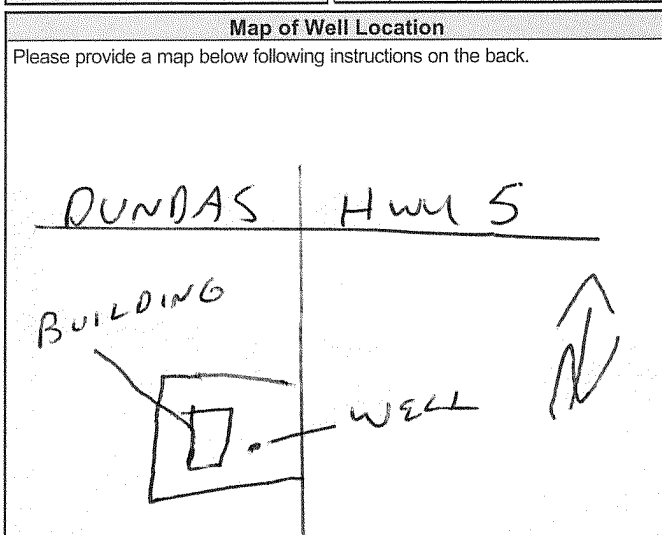 Map of Well Location
Please provide a map below following instructions on the back.
DUNDAS HWY 5
BUILDING
WELL
N